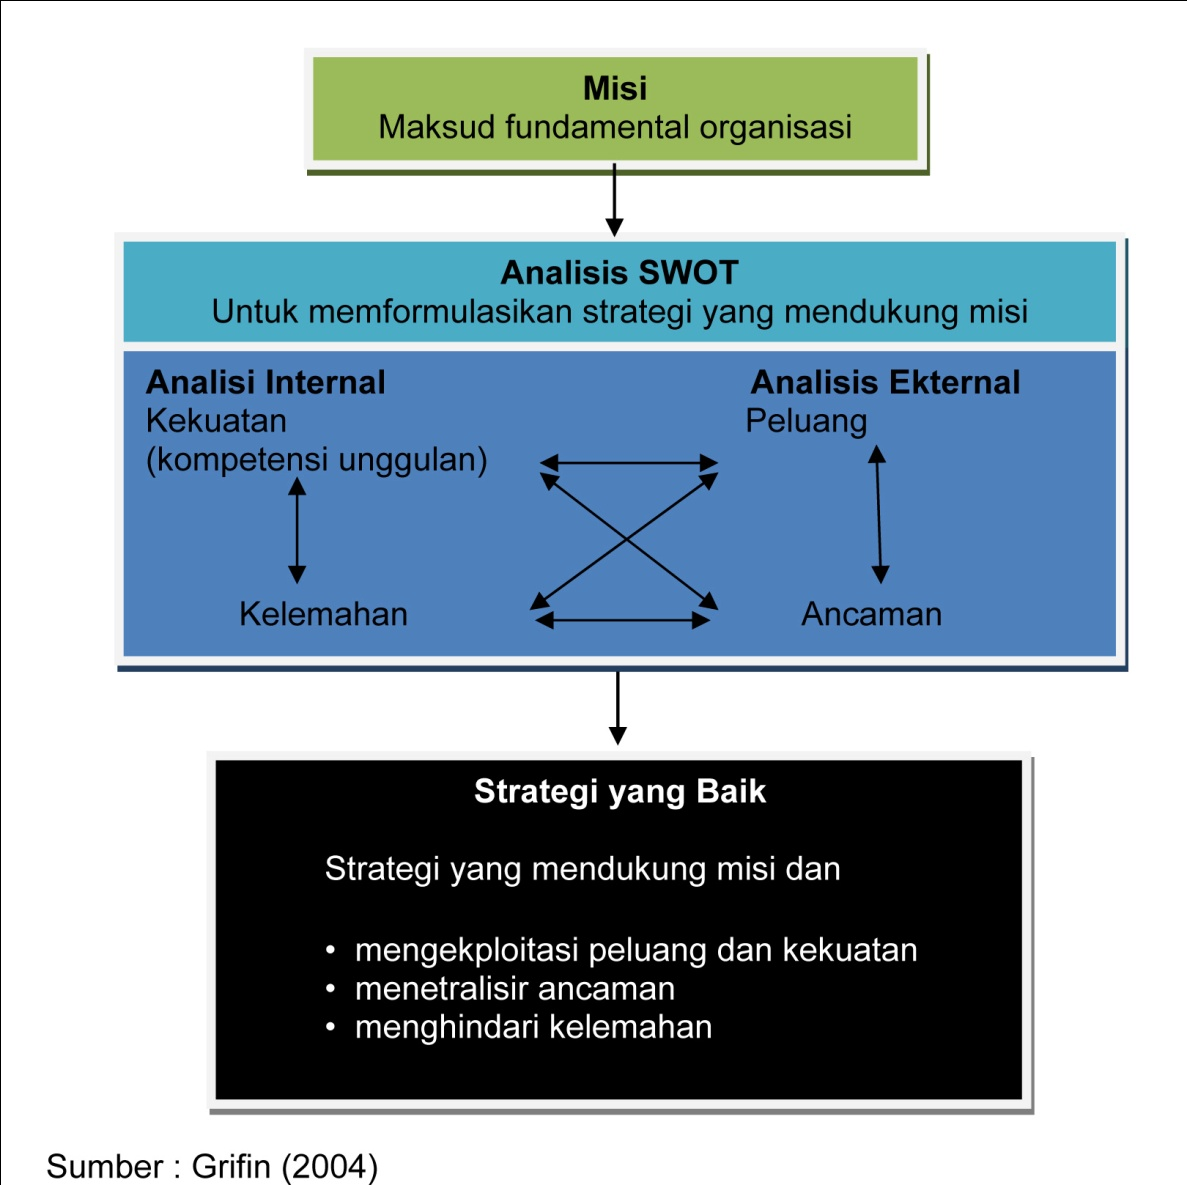 Misi
Maksud fundamental organisasi
Analisis SWOT
Untuk memformulasikan strategi yang mendukung misi
Analisi Internal
Kekuatan
(kompetensi unggulan)
Kelemahan
Analisis Ekternal
Peluang
Ancaman
Strategi yang Baik
Strategi yang mendukung misi dan
• mengekploitasi peluang dan kekuatan
• menetralisir ancaman
• menghindari kelemahan
Sumber : Grifin (2004)